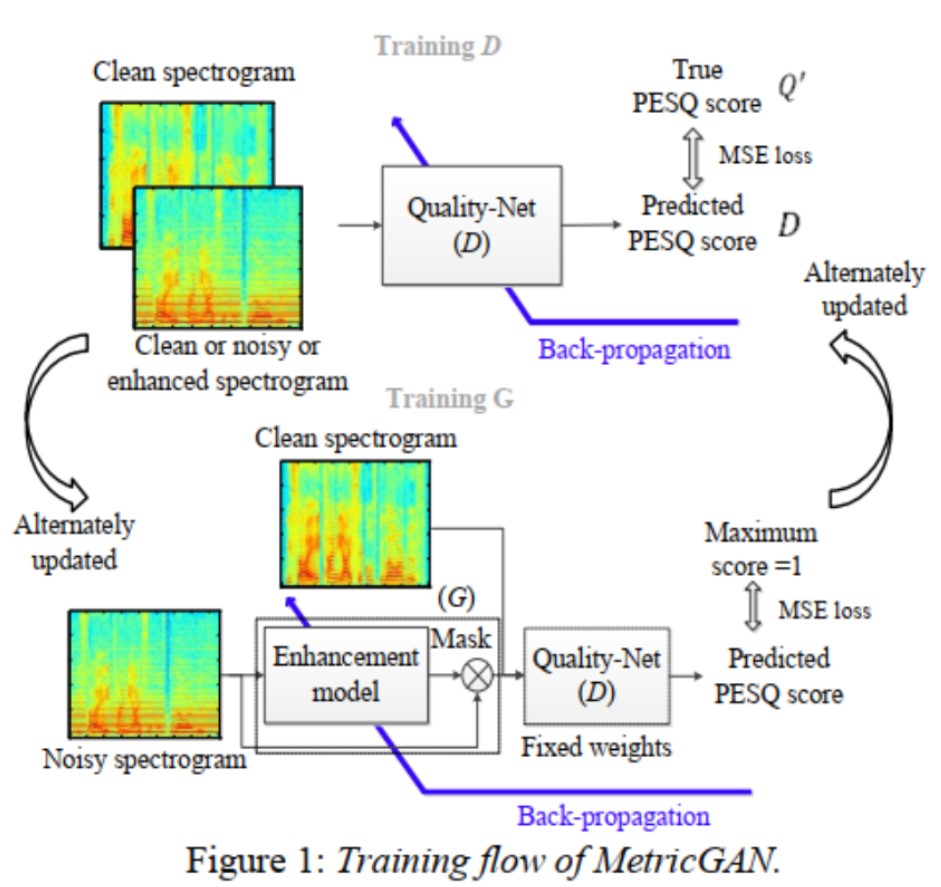 Training D
Clean spectrogram
True
PESQ score Q′
MSE loss
Quality-Net
(D)
Predicted
PESQ score D
Clean or noisy or
enhanced spectrogram
Back-propagation
Alternately
updated
Training G
Clean spectrogram
Alternately
updated
Maximum
score =1
(G)
MSE loss
Mask
Enhancement
model
Quality-Net
(D)
Predicted
PESQ score
Noisy spectrogram
Fixed weights
Back-propagation
Figure 1: Training flow of MetricGAN.